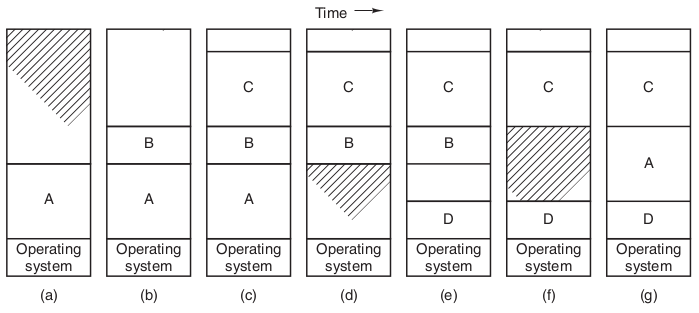 Time
C
C
C
C
C
B
B
B
B
A
A
A
A
D
D
D
Operating
system
Operating
system
Operating
system
Operating
system
Operating
system
Operating
system
Operating
system
(a)
(b)
(c)
(d)
(e)
(f)
(g)